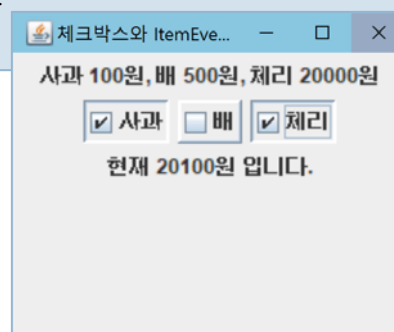 체크박스와 ItemEve...
사과 100원, 배 500원, 체리 20000원
사과 배 체리
현재 20100원 입니다.